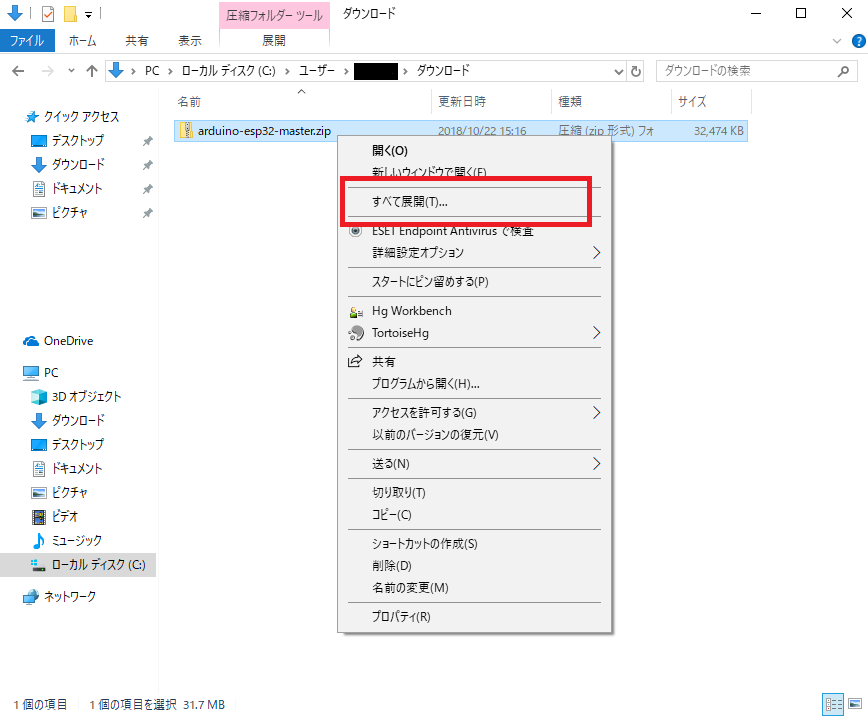 圧縮フォルダー ツール
ダウンロード
ファイル
ホーム
共有
表示
展開
PC
ローカル ディスク (C:)
ユーザー
ダウンロード
ダウンロードの検索
名前
更新日時
種類
サイズ
arduino-esp32-master.zip
2018/10/22 15:16
圧縮 (zip 形式) フォ
32,474 KB
クイック アクセス
デスクトップ
ダウンロード
ドキュメント
ピクチャ
OneDrive
PC
3D オブジェクト
ダウンロード
デスクトップ
ドキュメント
ピクチャ
ビデオ
ミュージック
ローカル ディスク (C:)
ネットワーク
開く(O)
新しいウィンドウで開く(E)
すべて展開(T)...
ESET Endpoint Antivirus で検査
詳細設定オプション
スタートにピン留めする(P)
Hg Workbench
TortoiseHg
共有
プログラムから開く(H)...
アクセスを許可する(G)
以前のバージョンの復元(V)
送る(N)
切り取り(T)
コピー(C)
ショートカットの作成(S)
削除(D)
名前の変更(M)
プロパティ(R)
1 個の項目
1 個の項目を選択 31.7 MB